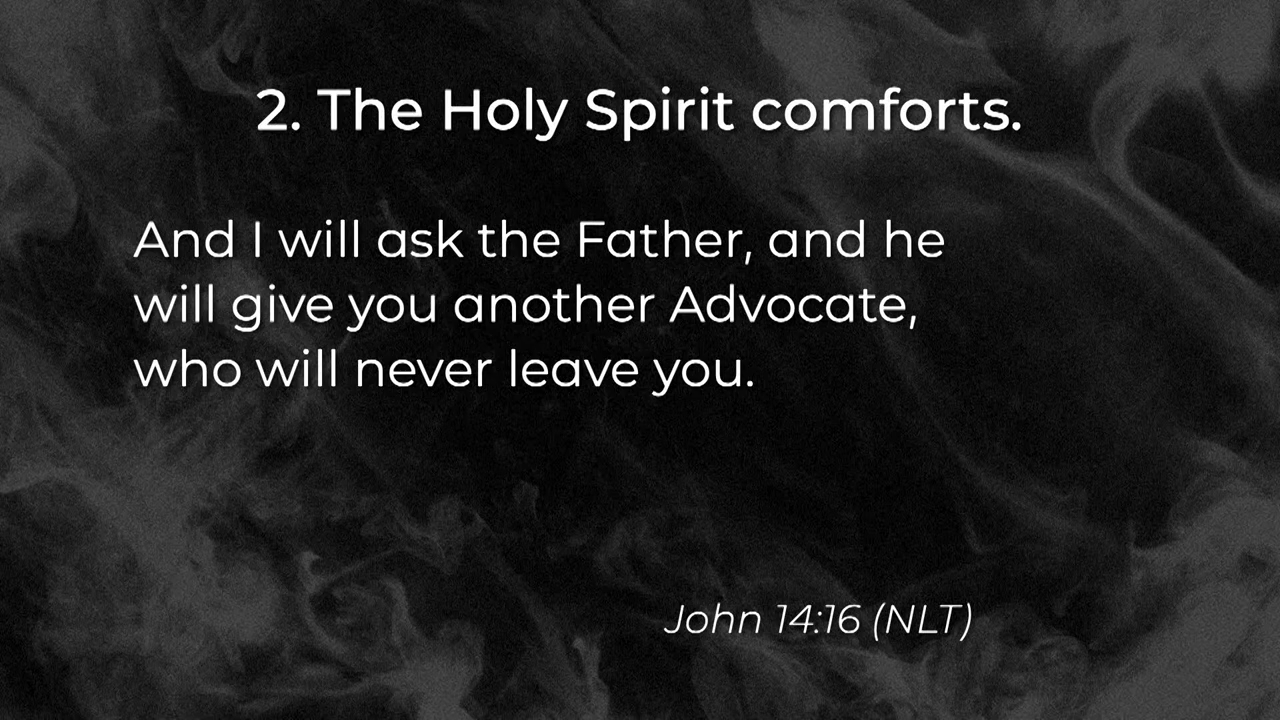 2. The Holy Spirit comforts.
And I will ask the Father, and he
will give you another Advocate,
who will never leave you.
John 14:16 (NLT)